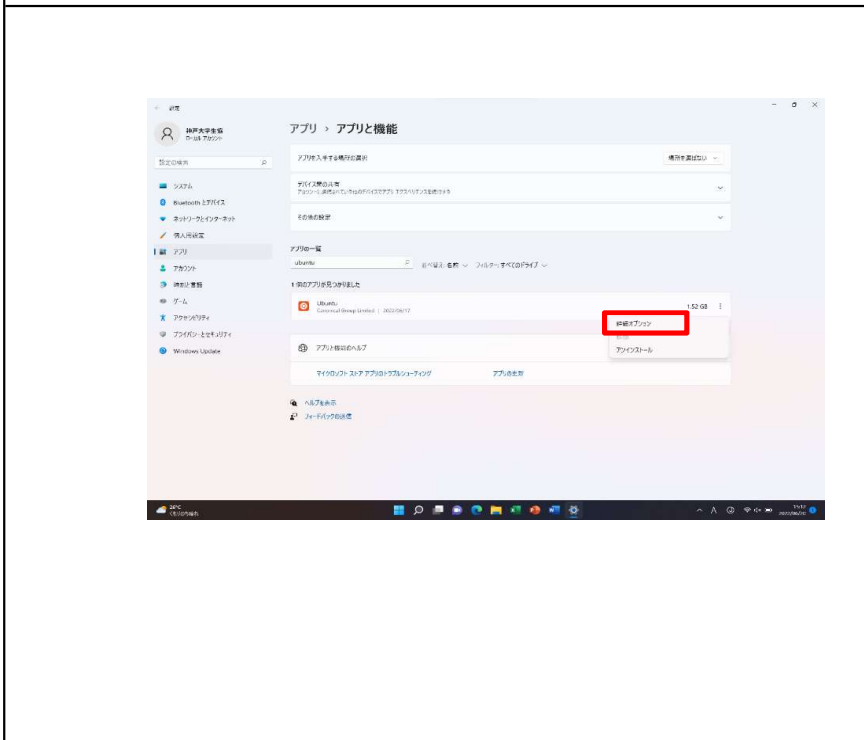 設定
神戸大学生協
ローカル アカウント
設定の検索
システム
Bluetooth とデバイス
ネットワークとインターネット
個人用設定
アプリ
アカウント
時刻と言語
ゲーム
アクセシビリティ
プライバシーとセキュリティ
Windows Update
アプリ › アプリと機能
アプリを入手する場所の選択
場所を選ばない
デバイス間の共有
その他の設定
アプリの一覧
ubuntu
並べ替え: 名前
フィルター: すべてのドライブ
1 個のアプリが見つかりました
Ubuntu
Canonical Group Limited | 2022/06/17
1.52 GB
詳細オプション
アンインストール
アプリと機能のヘルプ
マイクロソフト ストア アプリのトラブルシューティング
アプリの更新
ヘルプを表示
フィードバックの送信
A
15:12
2022/06/20